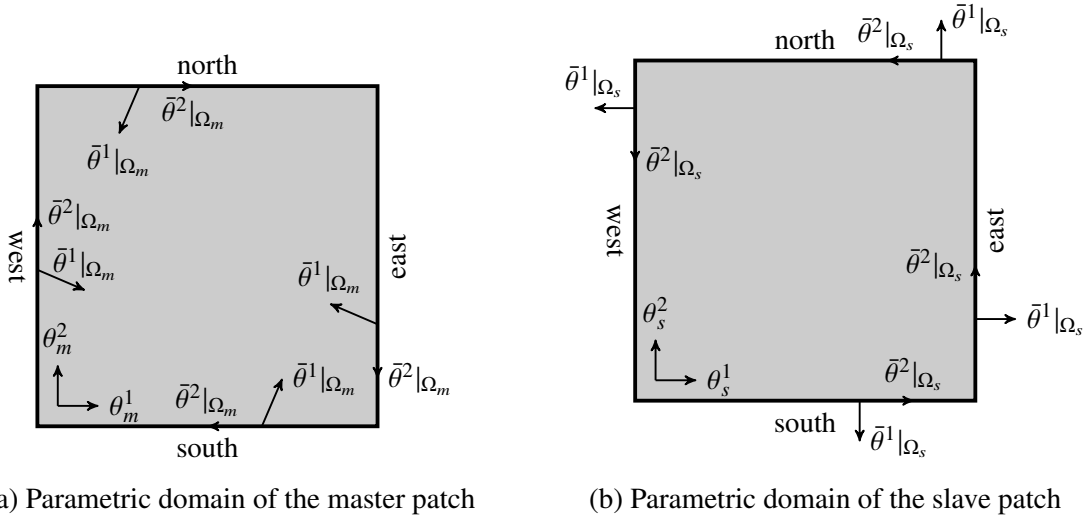 north
θ̄²|Ωₘ
θ̄¹|Ωₘ
θ̄²|Ωₘ
west
θ̄¹|Ωₘ
east
θ̄¹|Ωₘ
θ²ₘ
θ¹ₘ
θ̄²|Ωₘ
θ̄¹|Ωₘ
θ̄²|Ωₘ
south
a) Parametric domain of the master patch
θ̄¹|Ωₛ
north
θ̄²|Ωₛ
θ̄¹|Ωₛ
θ̄²|Ωₛ
west
east
θ̄²|Ωₛ
θ̄¹|Ωₛ
θ²ₛ
θ¹ₛ
θ̄²|Ωₛ
south
θ̄¹|Ωₛ
(b) Parametric domain of the slave patch